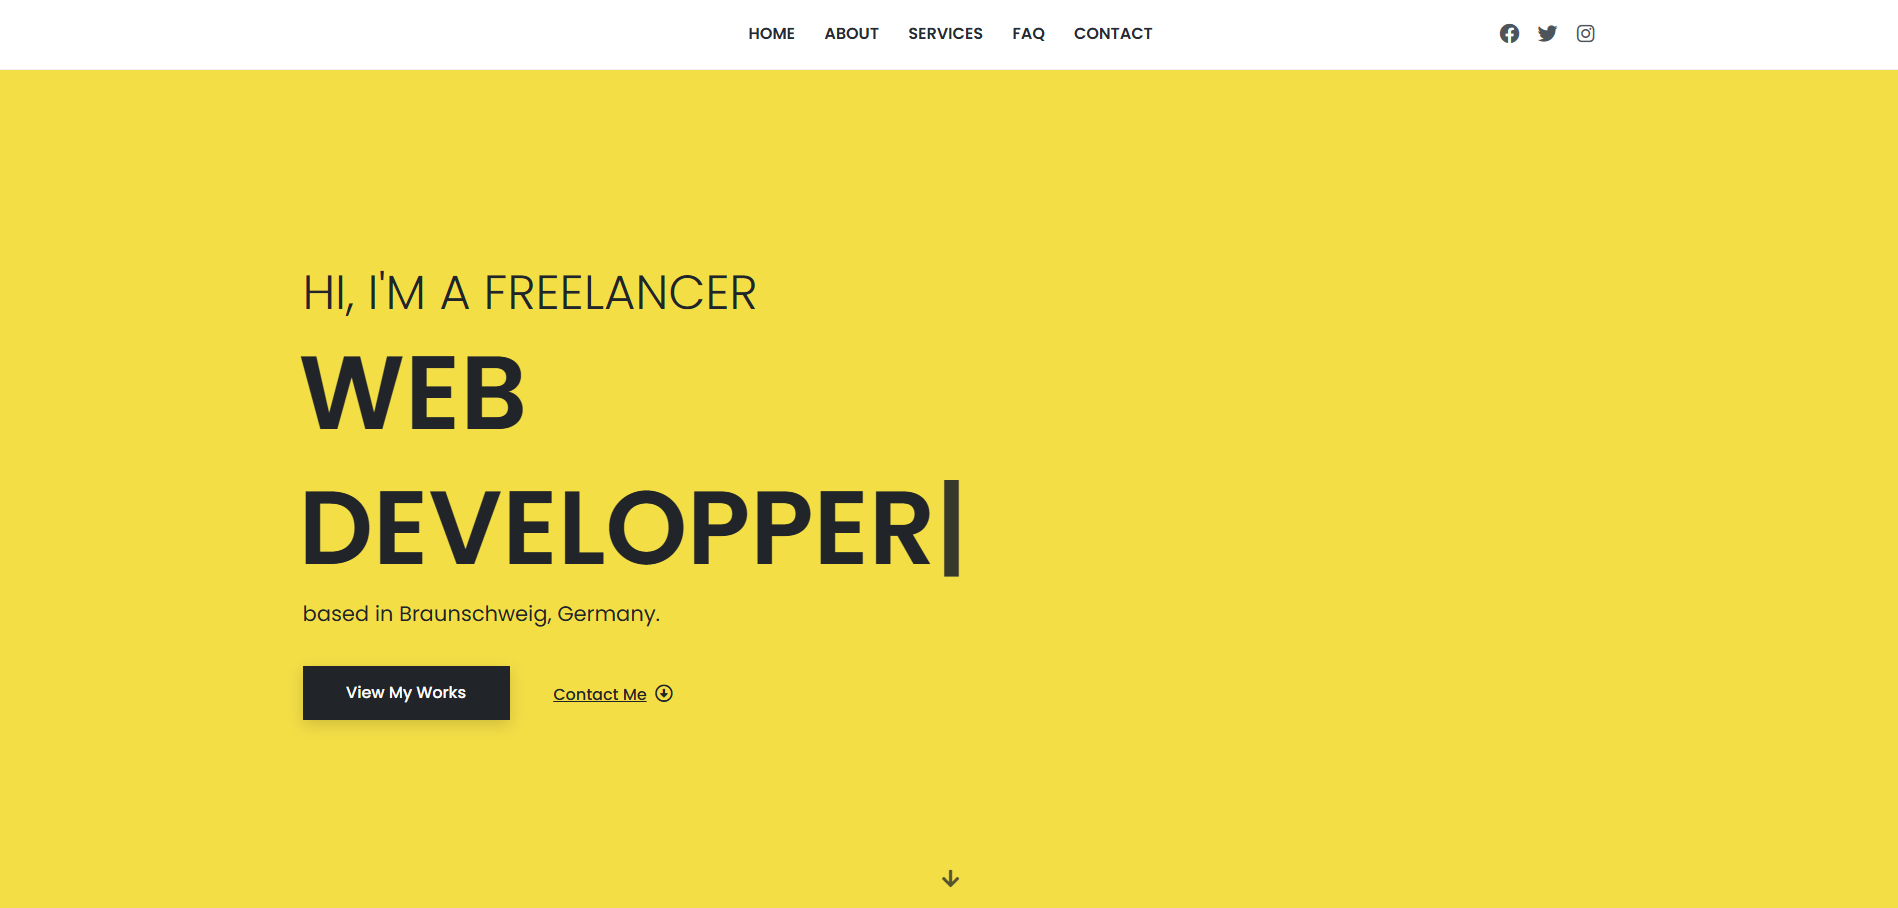 HOME ABOUT SERVICES FAQ CONTACT
HI, I'M A FREELANCER
WEB
DEVELOPPER
based in Braunschweig, Germany.
View My Works Contact Me